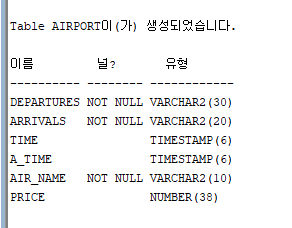 Table AIRPORT이(가) 생성되었습니다.
이름 널? 유형
---------- -------- ------------
DEPARTURES NOT NULL VARCHAR2(30)
ARRIVALS NOT NULL VARCHAR2(20)
TIME TIMESTAMP(6)
A_TIME TIMESTAMP(6)
AIR_NAME NOT NULL VARCHAR2(10)
PRICE NUMBER(38)